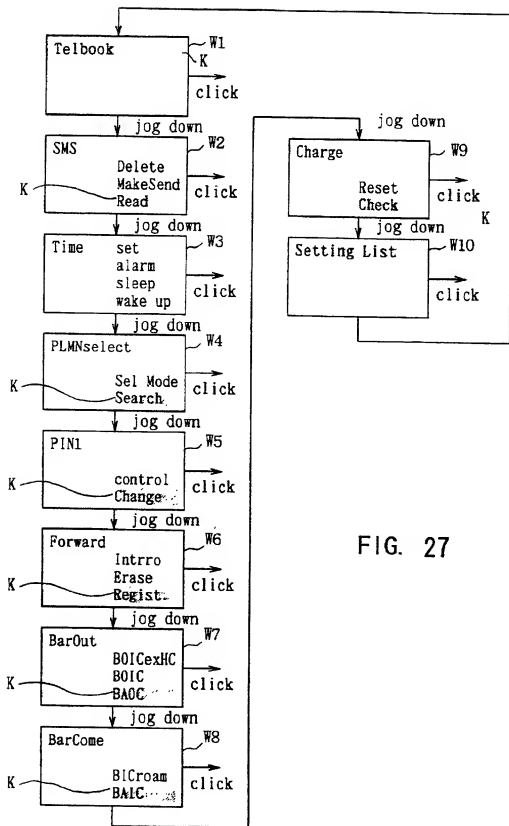 Telbook
W1
K
click
jog down
SMS
W2
Delete
MakeSend
Read
K
click
jog down
Time
W3
set
alarm
sleep
wake up
click
jog down
PLMNselect
W4
Sel Mode
Search
K
click
jog down
PIN1
W5
control
Change
K
click
jog down
Forward
W6
Intrro
Erase
Regist.
K
click
jog down
BarOut
W7
BOICexHC
BOIC
BAOC
K
click
jog down
BarCome
W8
BICroam
BAIC
K
click
jog down
Charge
W9
Reset
Check
click
K
jog down
Setting List
W10
click
FIG. 27